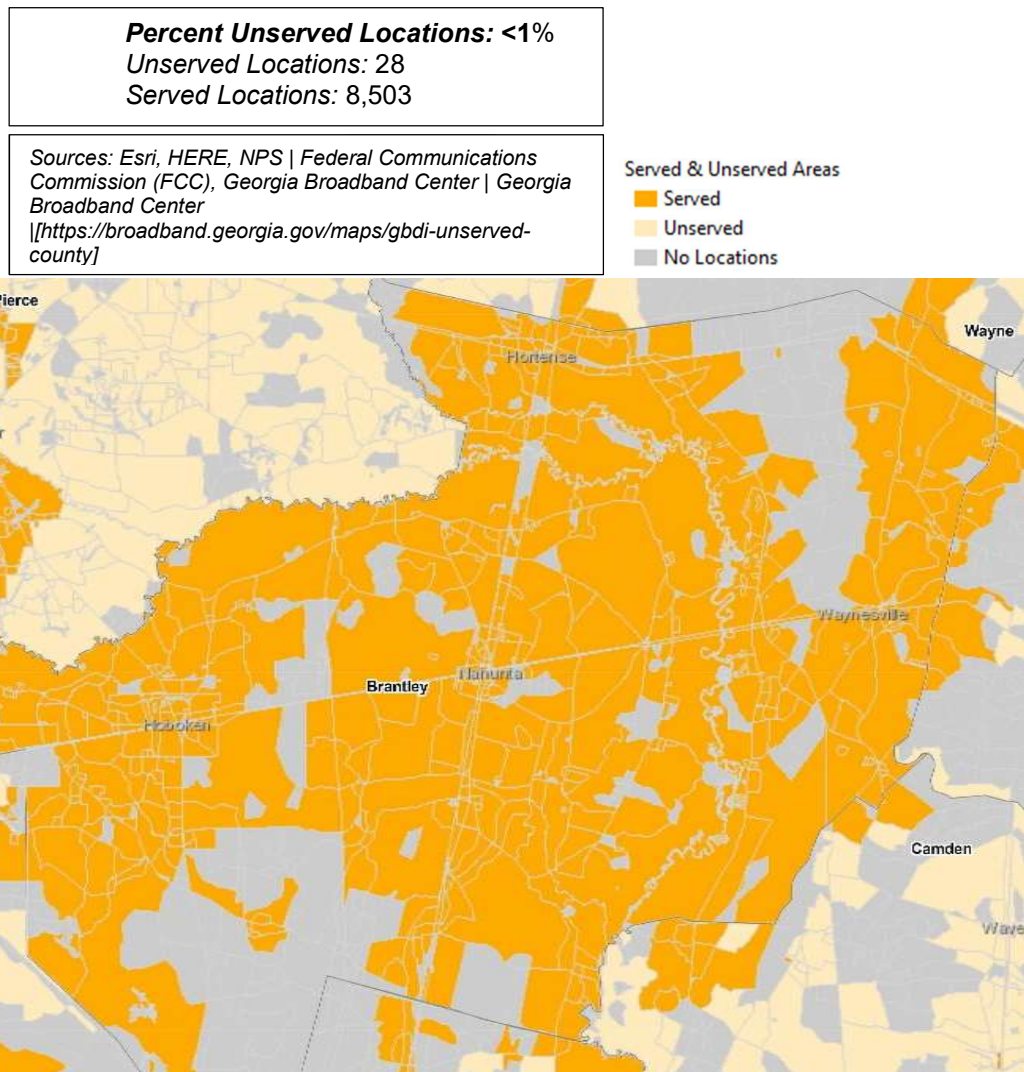 Percent Unserved Locations: <1%
Unserved Locations: 28
Served Locations: 8,503
Sources: Esri, HERE, NPS | Federal Communications
Commission (FCC), Georgia Broadband Center | Georgia
Broadband Center
|[https://broadband.georgia.gov/maps/gbdi-unserved-
county]
Served & Unserved Areas
Served
Unserved
No Locations
Pierce
Wayne
Hortense
Waynesville
Nahunta
Brantley
Hoboken
Camden
Wave